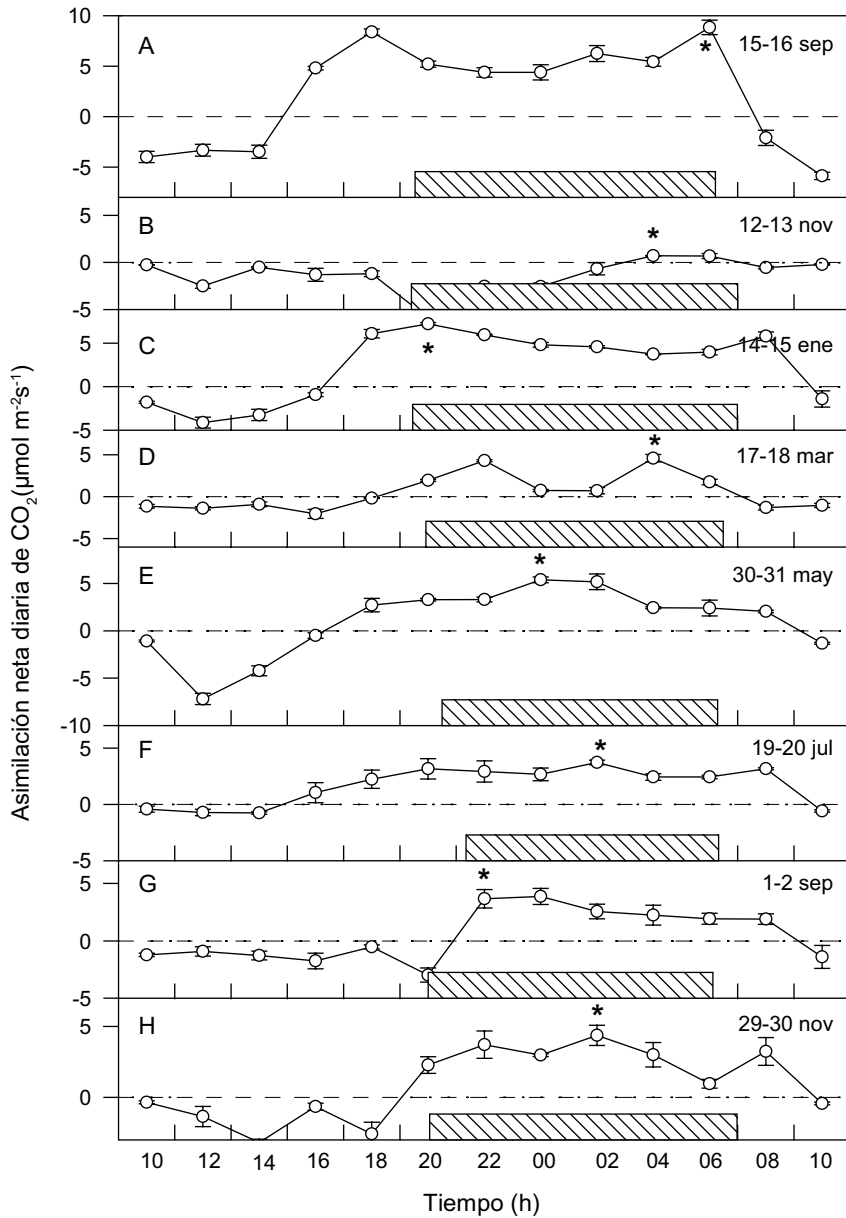 Asimilación neta diaria de CO₂(µmol m⁻²s⁻¹)
10
A
15-16 sep
*
5
0
-5
5
B
12-13 nov
*
0
-5
5
C
14-15 ene
*
0
-5
5
D
17-18 mar
*
0
-5
5
E
30-31 may
*
0
-5
-10
5
F
19-20 jul
*
0
-5
5
G
1-2 sep
*
0
-5
5
H
29-30 nov
*
0
10 12 14 16 18 20 22 00 02 04 06 08 10
Tiempo (h)